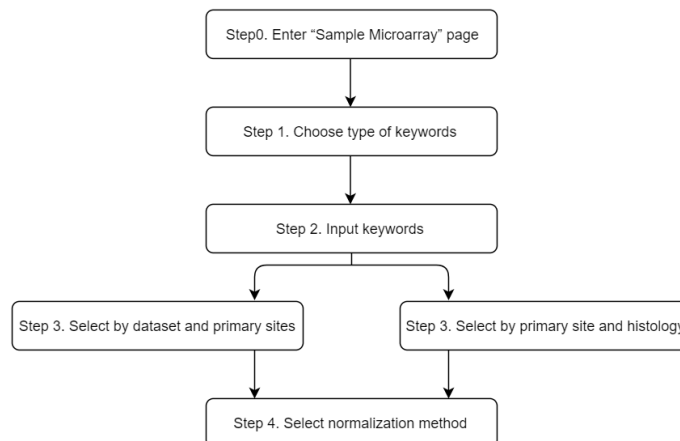 Step0. Enter “Sample Microarray” page
Step 1. Choose type of keywords
Step 2. Input keywords
Step 3. Select by dataset and primary sites
Step 3. Select by primary site and histology
Step 4. Select normalization method